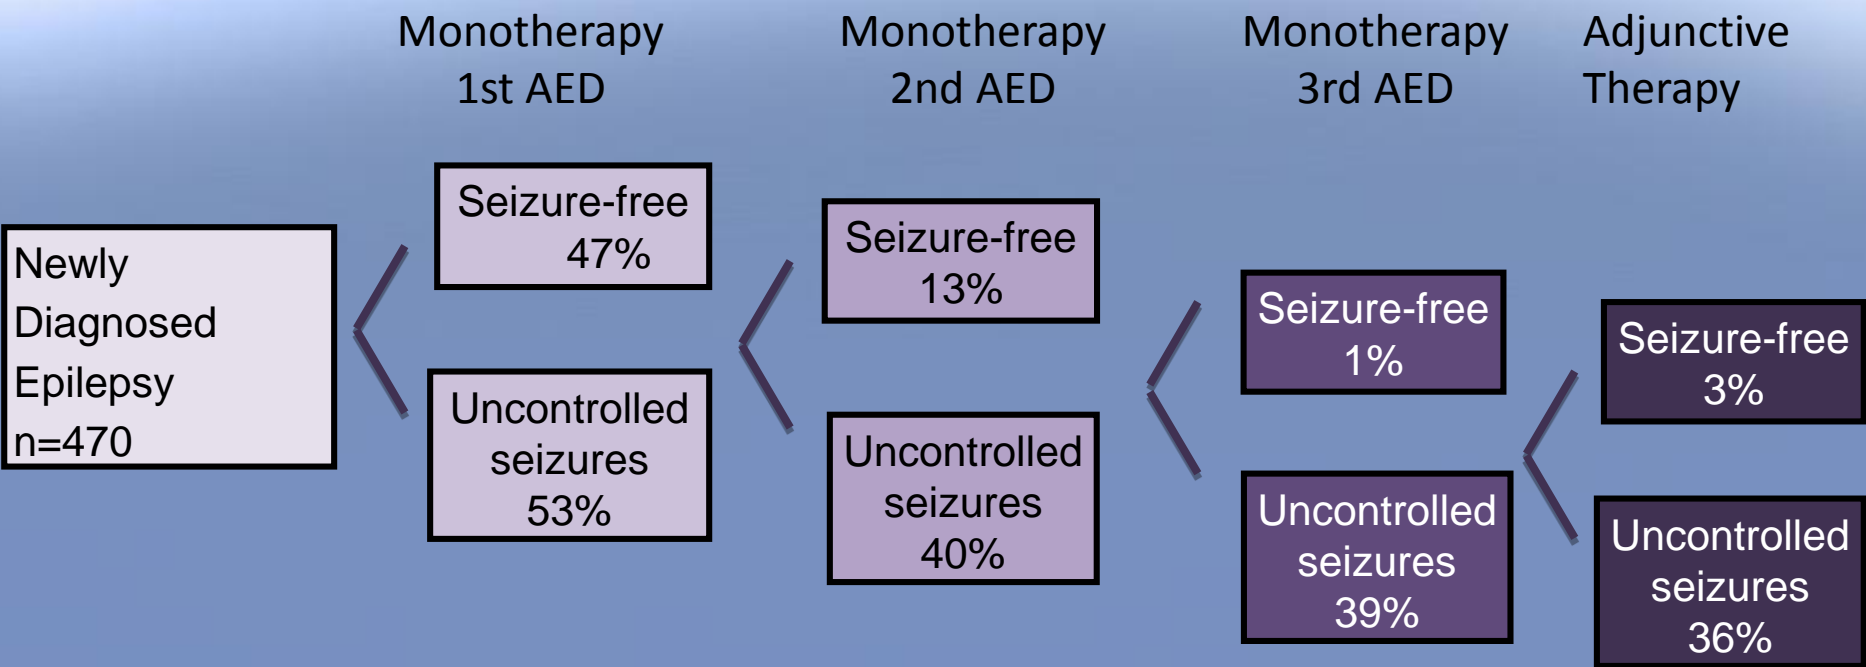 Monotherapy
1st AED
Monotherapy
2nd AED
Monotherapy
3rd AED
Adjunctive
Therapy
Newly
Diagnosed
Epilepsy
n=470
Seizure-free
47%
Uncontrolled
seizures
53%
Seizure-free
13%
Uncontrolled
seizures
40%
Seizure-free
1%
Uncontrolled
seizures
39%
Seizure-free
3%
Uncontrolled
seizures
36%